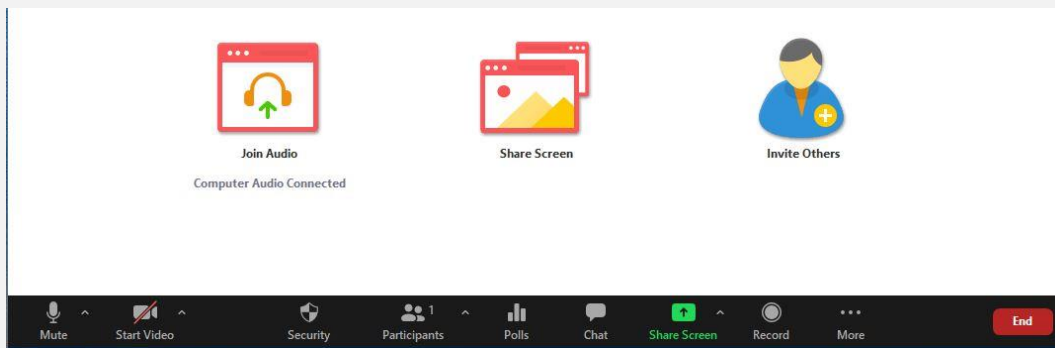 Join Audio Share Screen Invite Others
Computer Audio Connected
1
Mute Start Video Security Participants Polls Chat Share Screen Record More End